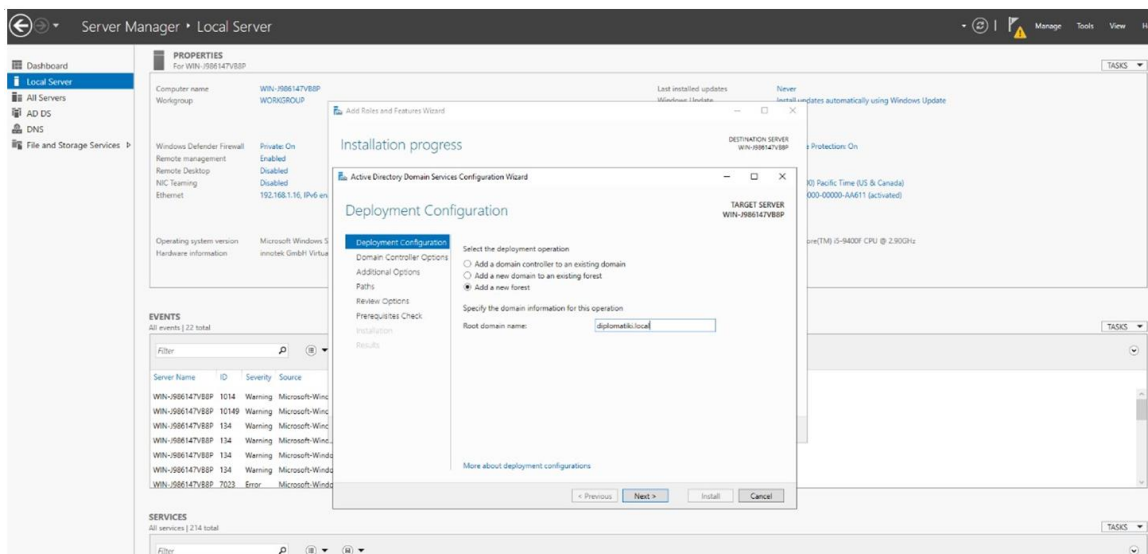 Server Manager • Local Server
Manage Tools View H
Dashboard
Local Server
All Servers
AD DS
DNS
File and Storage Services
PROPERTIES
For WIN-J986147VB8P
TASKS
Computer name WIN-J986147VB8P
Workgroup WORKGROUP
Last installed updates Never
Windows Update Install updates automatically using Windows Update
Windows Defender Firewall Private: On
Remote management Enabled
Remote Desktop Disabled
NIC Teaming Disabled
Ethernet 192.168.1.16, IPv6 en
Protection: On
Pacific Time (US & Canada)
000-00000-AA611 (activated)
Operating system version Microsoft Windows S
Hardware information innotek GmbH Virtua
ore(TM) i5-9400F CPU @ 2.90GHz
Add Roles and Features Wizard
Installation progress
DESTINATION SERVER
WIN-J986147VB8P
Active Directory Domain Services Configuration Wizard
Deployment Configuration
TARGET SERVER
WIN-J986147VB8P
Deployment Configuration
Domain Controller Options
Additional Options
Paths
Review Options
Prerequisites Check
Installation
Results
Select the deployment operation
Add a domain controller to an existing domain
Add a new domain to an existing forest
Add a new forest
Specify the domain information for this operation
Root domain name: diplomatiki.local
More about deployment configurations
< Previous Next > Install Cancel
EVENTS
All events | 22 total
TASKS
Filter
Server Name ID Severity Source
WIN-J986147VB8P 1014 Warning Microsoft-Wind
WIN-J986147VB8P 10149 Warning Microsoft-Wind
WIN-J986147VB8P 134 Warning Microsoft-Wind
WIN-J986147VB8P 134 Warning Microsoft-Wind
WIN-J986147VB8P 134 Warning Microsoft-Windo
WIN-J986147VB8P 134 Warning Microsoft-Windo
WIN-J986147VB8P 7023 Error Microsoft-Windo
SERVICES
All services | 214 total
TASKS
Filter